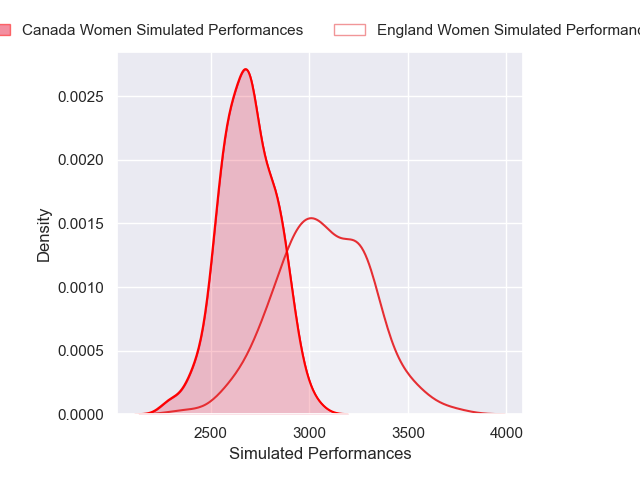 Canada Women Simulated Performances
England Women Simulated
0.0025
0.0020
0.0015
0.0010
0.0005
0.0000
Density
2500
3000
3500
4000
Simulated Performances